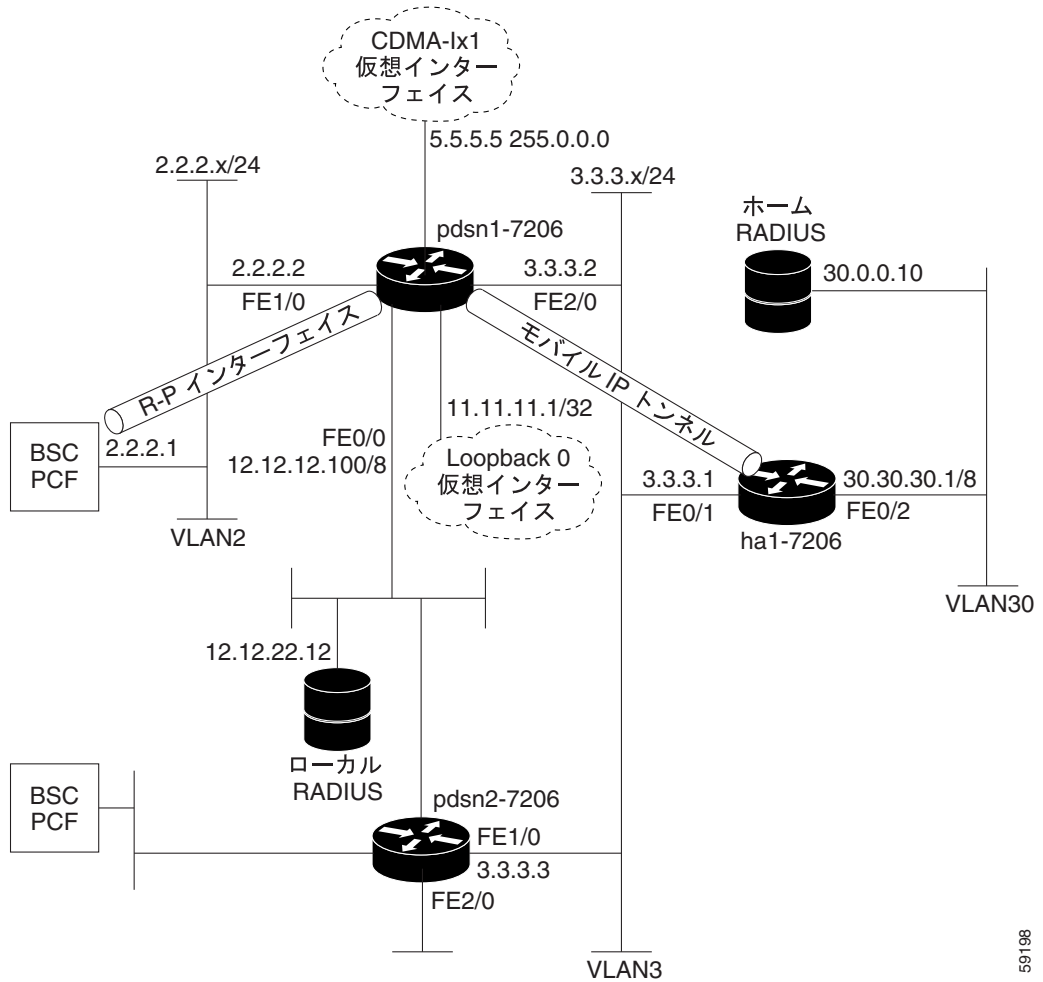 CDMA-Ix1
仮想インター
フェイス
5.5.5.5 255.0.0.0
2.2.2.x/24
3.3.3.x/24
ホーム
RADIUS
pdsn1-7206
2.2.2.2
3.3.3.2
30.0.0.10
FE1/0
FE2/0
R-P インターフェイス
モバイル IP トンネル
11.11.11.1/32
BSC
PCF
2.2.2.1
FE0/0
12.12.12.100/8
Loopback 0
仮想インター
フェイス
3.3.3.1
30.30.30.1/8
FE0/1
FE0/2
VLAN2
ha1-7206
VLAN30
12.12.22.12
ローカル
RADIUS
BSC
PCF
pdsn2-7206
FE1/0
3.3.3.3
FE2/0
VLAN3
59198